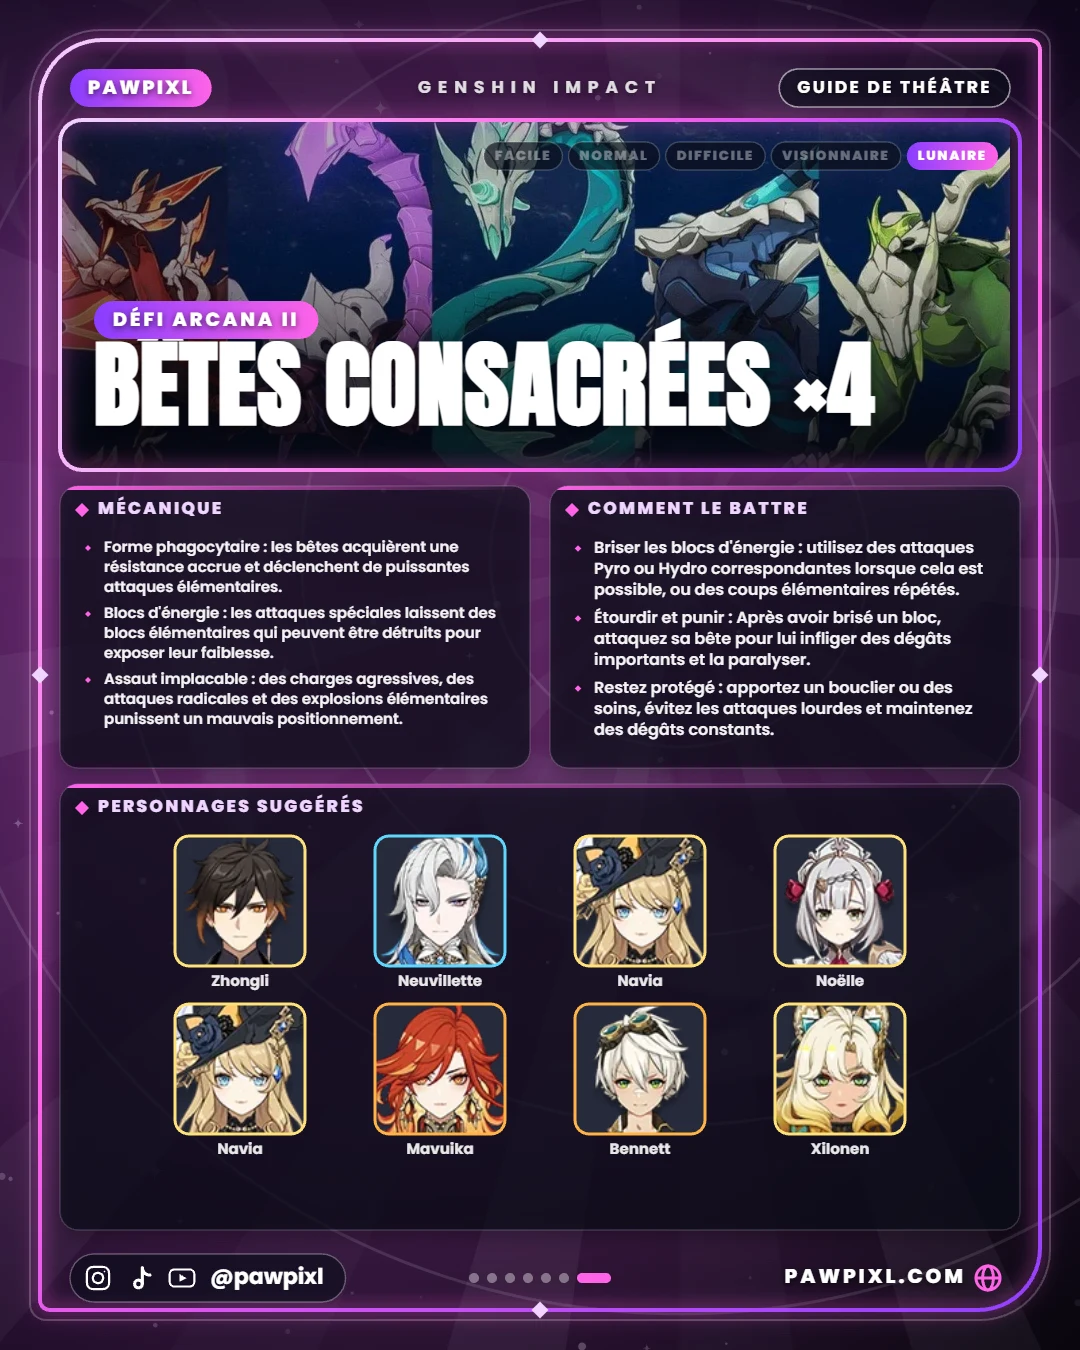 PAWPIXL
GENSHIN IMPACT
GUIDE DE THÉÂTRE
FACILE
NORMAL
DIFFICILE
VISIONNAIRE
LUNAIRE
DÉFI ARCANA II
BÊTES CONSACRÉES ×4
MÉCANIQUE
Forme phagocytaire : les bêtes acquièrent une
résistance accrue et déclenchent de puissantes
attaques élémentaires.
Blocs d'énergie : les attaques spéciales laissent des
blocs élémentaires qui peuvent être détruits pour
exposer leur faiblesse.
Assaut implacable : des charges agressives, des
attaques radicales et des explosions élémentaires
punissent un mauvais positionnement.
COMMENT LE BATTRE
Briser les blocs d'énergie : utilisez des attaques
Pyro ou Hydro correspondantes lorsque cela est
possible, ou des coups élémentaires répétés.
Étourdir et punir : Après avoir brisé un bloc,
attaquez sa bête pour lui infliger des dégâts
importants et la paralyser.
Restez protégé : apportez un bouclier ou des
soins, évitez les attaques lourdes et maintenez
des dégâts constants.
PERSONNAGES SUGGÉRÉS
Zhongli
Neuvillette
Navia
Noëlle
Navia
Mavuika
Bennett
Xilonen
@pawpixl
PAWPIXL.COM